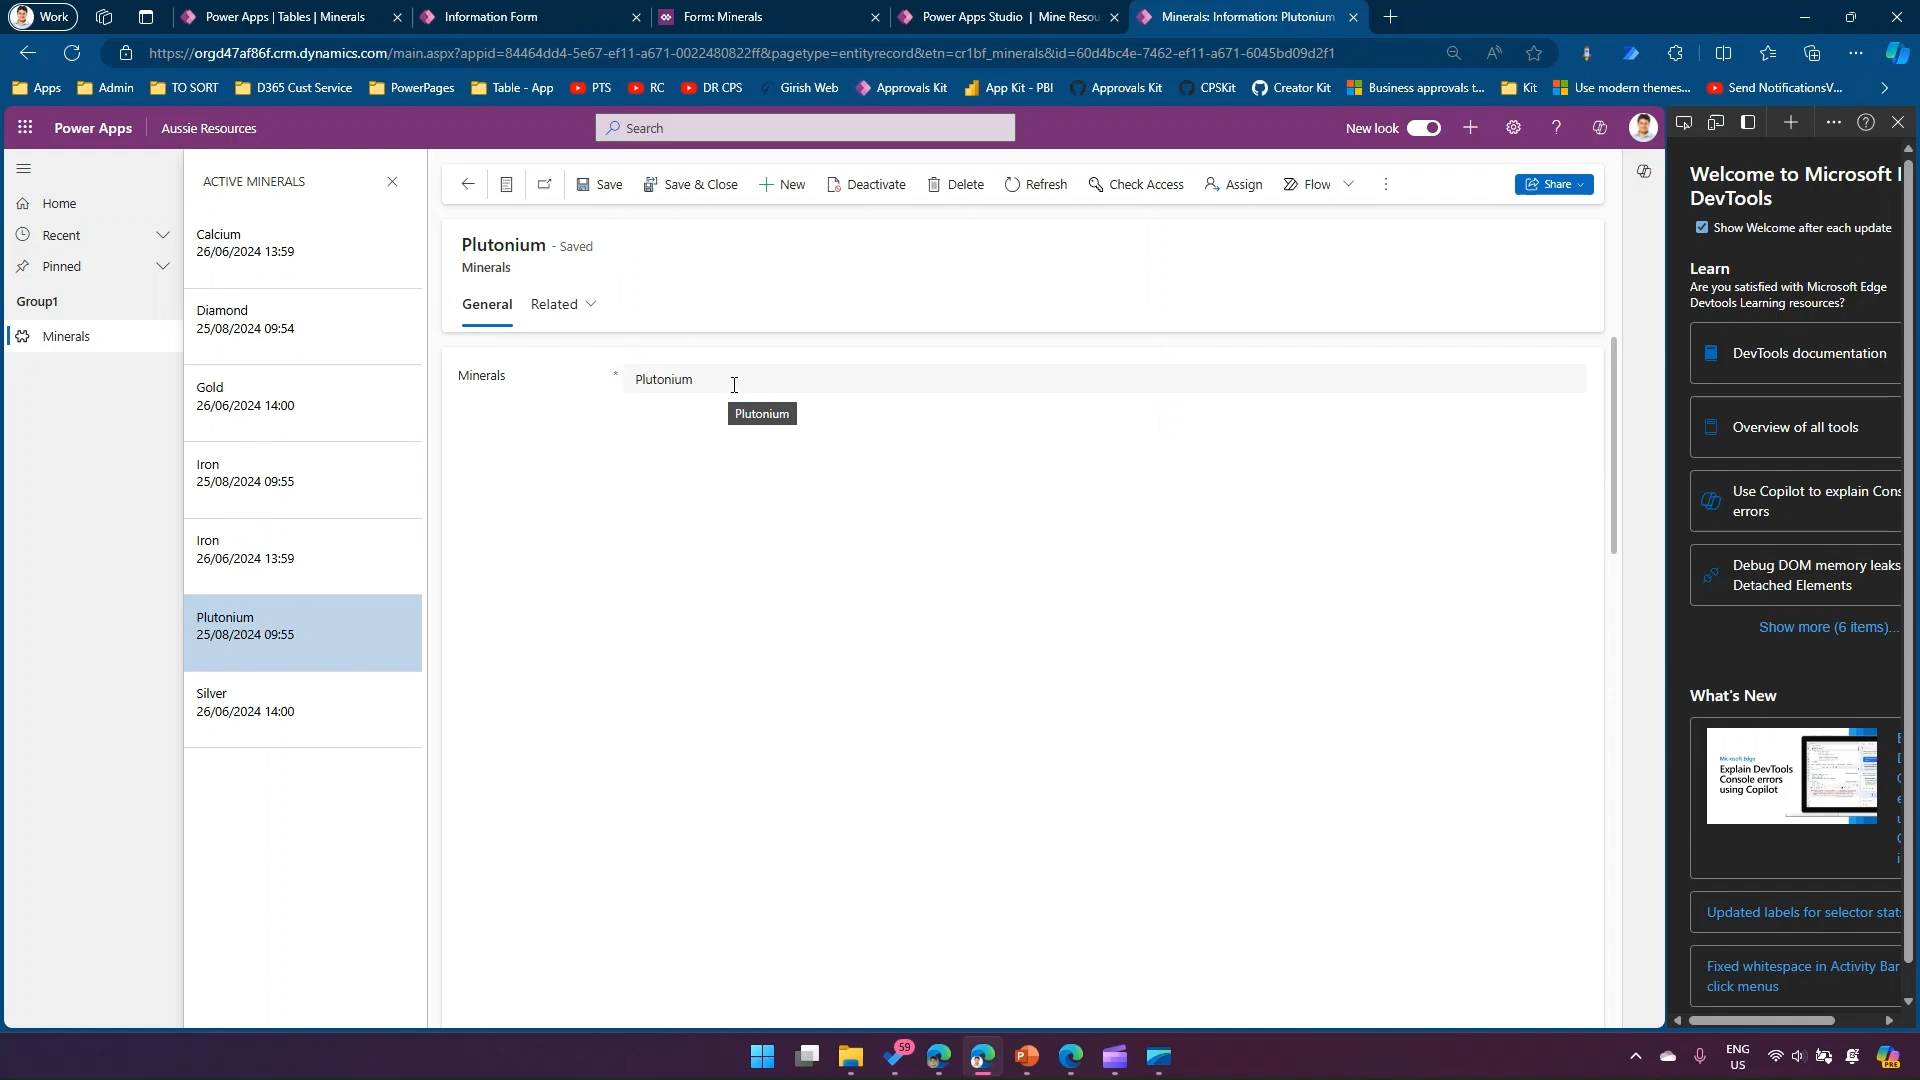 Work
Power Apps | Tables | Minerals
Information Form
Form: Minerals
Power Apps Studio | Mine Resou
Minerals: Information: Plutonium
https://orgd47af86f.crm.dynamics.com/main.aspx?appid=84464dd4-5e67-ef11-a671-0022480822ff&pagetype=entityrecord&etn=cr1bf_minerals&id=60d4bc4e-7462-ef11-a671-6045bd09d2f1
Apps
Admin
TO SORT
D365 Cust Service
PowerPages
Table - App
PTS
RC
DR CPS
Girish Web
Approvals Kit
App Kit - PBI
Approvals Kit
CPSKit
Creator Kit
Business approvals t...
Kit
Use modern themes...
Send NotificationsV...
Power Apps
Aussie Resources
Search
New look
Home
Recent
Pinned
Group1
Minerals
ACTIVE MINERALS
Calcium
26/06/2024 13:59
Diamond
25/08/2024 09:54
Gold
26/06/2024 14:00
Iron
25/08/2024 09:55
Iron
26/06/2024 13:59
Plutonium
25/08/2024 09:55
Silver
26/06/2024 14:00
Save
Save & Close
New
Deactivate
Delete
Refresh
Check Access
Assign
Flow
Share
Plutonium - Saved
Minerals
General
Related
Minerals * Plutonium
Plutonium
Welcome to Microsoft
DevTools
Show Welcome after each update
Learn
Are you satisfied with Microsoft Edge
Devtools Learning resources?
DevTools documentation
Overview of all tools
Use Copilot to explain Cons
errors
Debug DOM memory leaks
Detached Elements
Show more (6 items)...
What's New
Microsoft Edge
Explain DevTools
Console errors
using Copilot
Updated labels for selector stat
Fixed whitespace in Activity Bar
click menus
59
ENG
US
PRE